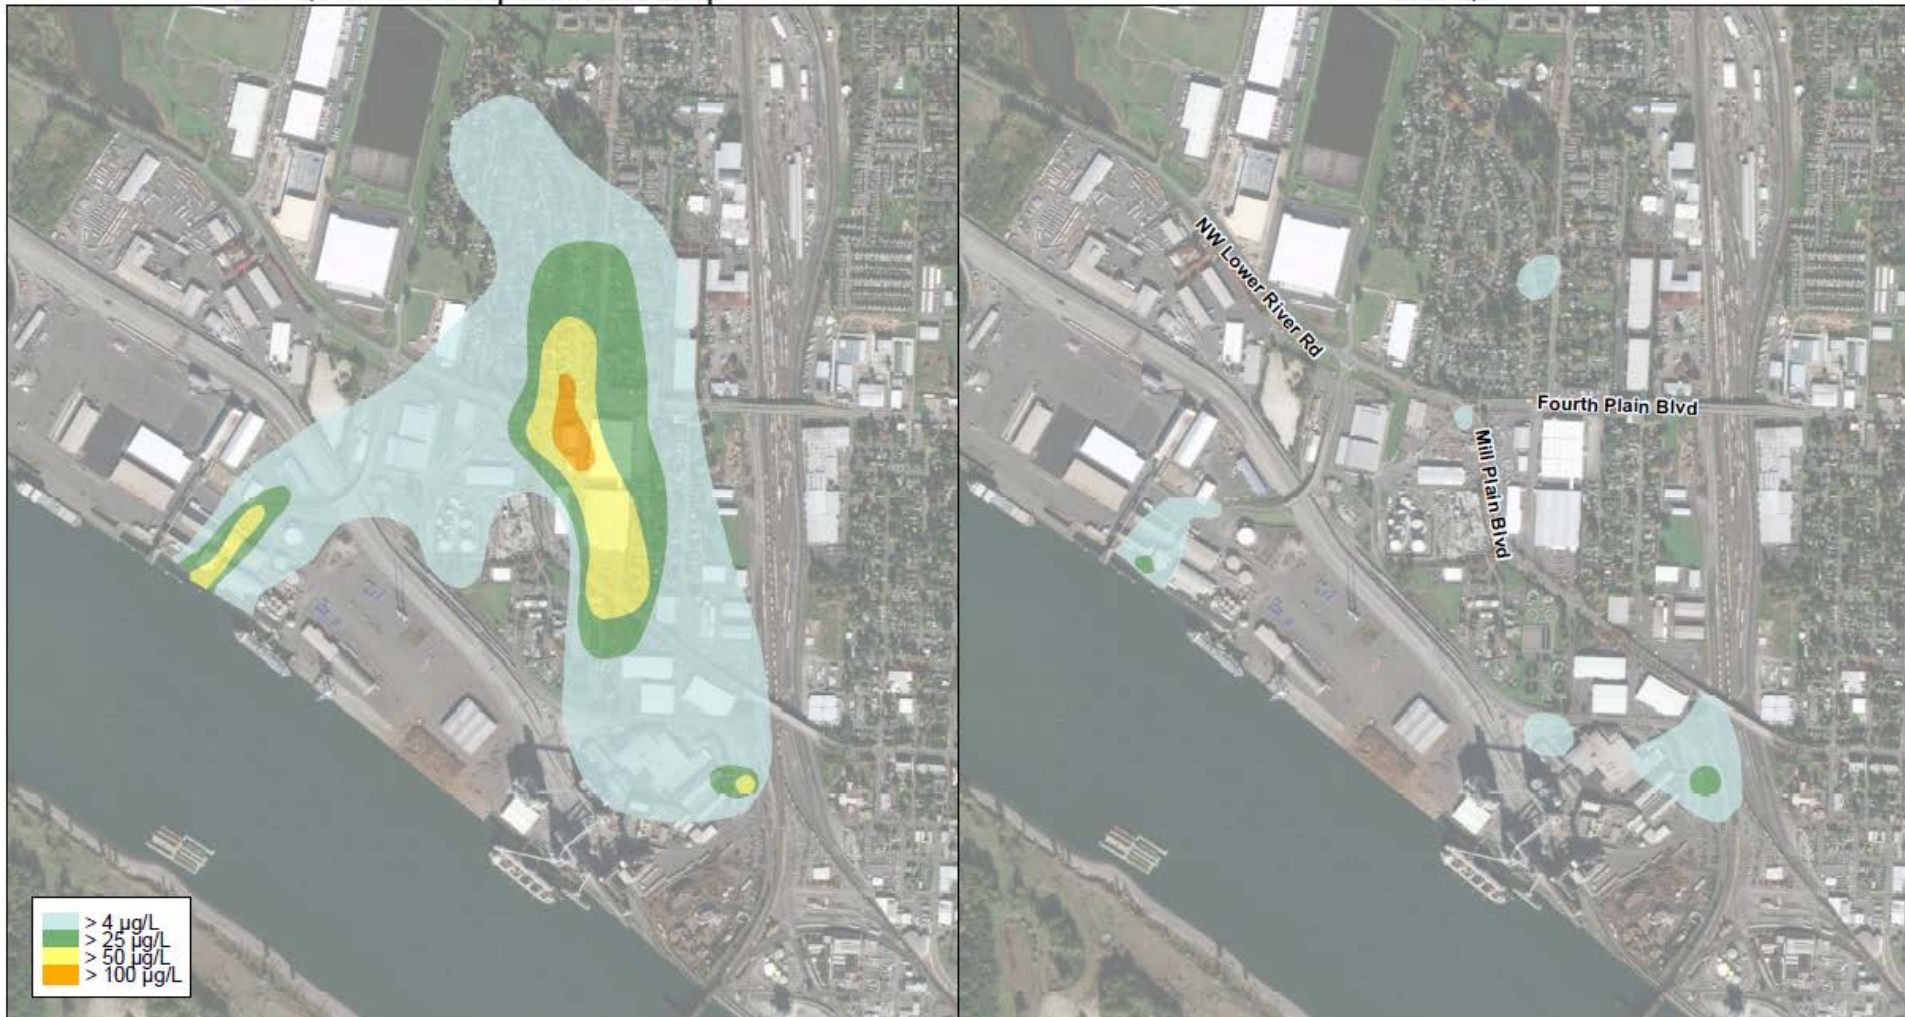 NW Lower River Rd
Fourth Plain Blvd
Mill Plain Blvd
> 4 µg/L
> 25 µg/L
> 50 µg/L
> 100 µg/L